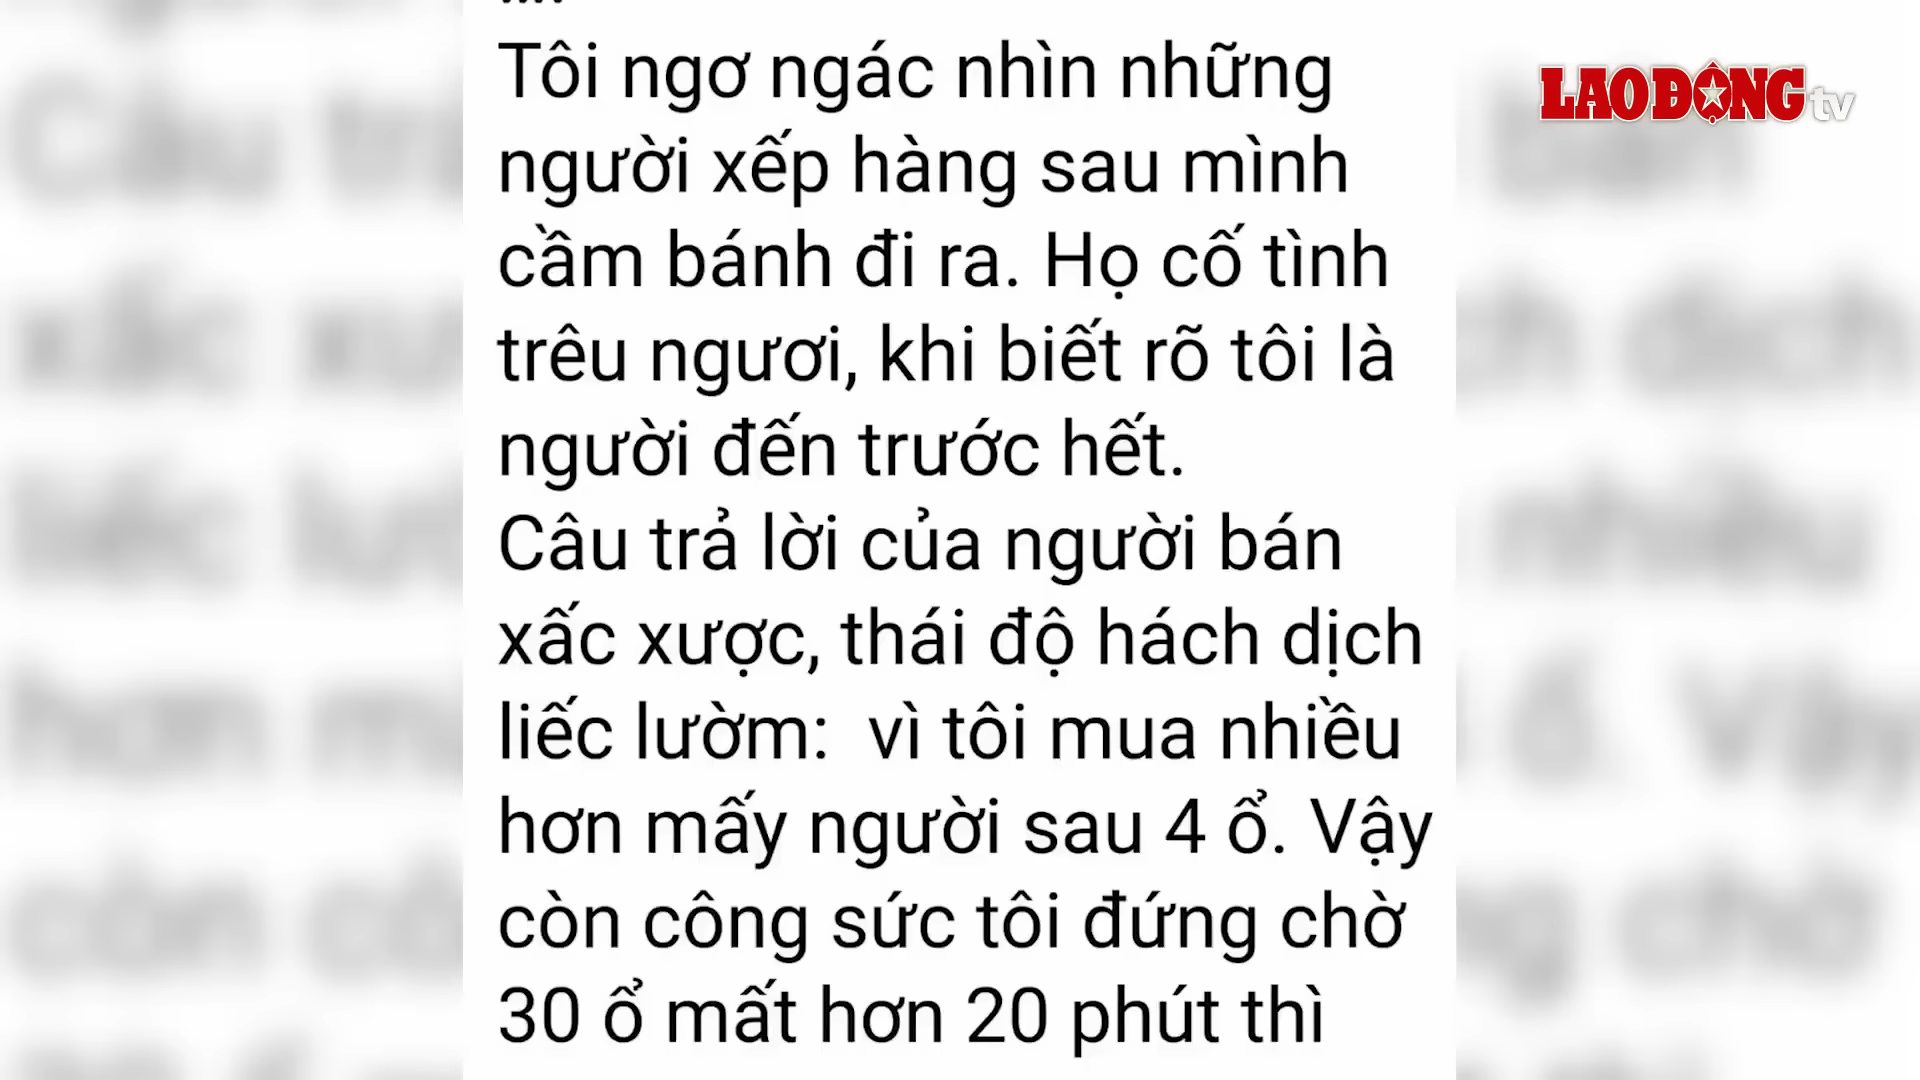 Tôi ngơ ngác nhìn những
người xếp hàng sau mình
cầm bánh đi ra. Họ cố tình
trêu ngươi, khi biết rõ tôi là
người đến trước hết.
Câu trả lời của người bán
xấc xược, thái độ hách dịch
liếc lườm:  vì tôi mua nhiều
hơn mấy người sau 4 ổ. Vậy
còn công sức tôi đứng chờ
30 ổ mất hơn 20 phút thì
LAO ĐỘNG tv